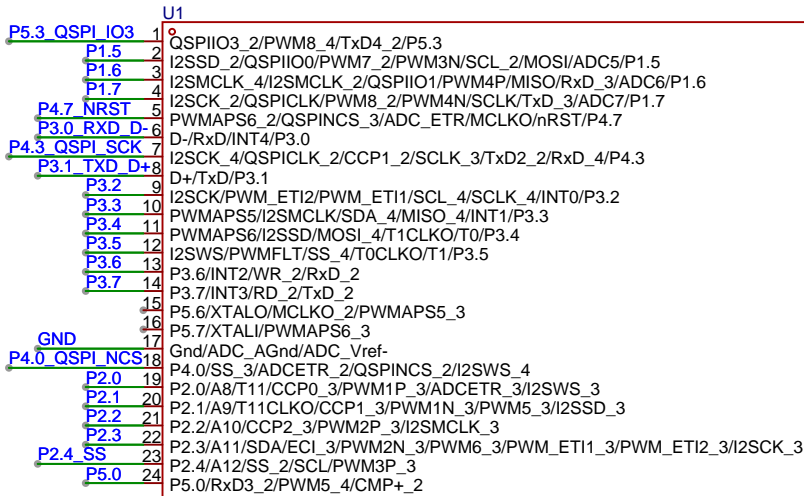 U1
P5.3_QSPI_IO3 1 QSPIIO3_2/PWM8_4/TxD4_2/P5.3
P1.5 2 I2SSD_2/QSPIIO0/PWM7_2/PWM3N/SCL_2/MOSI/ADC5/P1.5
P1.6 3 I2SMCLK_4/I2SMCLK_2/QSPIIO1/PWM4P/MISO/RxD_3/ADC6/P1.6
P1.7 4 I2SCK_2/QSPICLK/PWM8_2/PWM4N/SCLK/TxD_3/ADC7/P1.7
P4.7_NRST 5 PWMAPS6_2/QSPINCS_3/ADC_ETR/MCLKO/nRST/P4.7
P3.0_RXD_D- 6 D-/RxD/INT4/P3.0
P4.3_QSPI_SCK 7 I2SCK_4/QSPICLK_2/CCP1_2/SCLK_3/TxD2_2/RxD_4/P4.3
P3.1_TXD_D+ 8 D+/TxD/P3.1
P3.2 9 I2SCK/PWM_ETI2/PWM_ETI1/SCL_4/SCLK_4/INT0/P3.2
P3.3 10 PWMAPS5/I2SMCLK/SDA_4/MISO_4/INT1/P3.3
P3.4 11 PWMAPS6/I2SSD/MOSI_4/T1CLKO/T0/P3.4
P3.5 12 I2SWS/PWMFLT/SS_4/T0CLKO/T1/P3.5
P3.6 13 P3.6/INT2/WR_2/RxD_2
P3.7 14 P3.7/INT3/RD_2/TxD_2
15 P5.6/XTALO/MCLKO_2/PWMAPS5_3
16 P5.7/XTALI/PWMAPS6_3
GND 17 Gnd/ADC_AGnd/ADC_Vref-
P4.0_QSPI_NCS 18 P4.0/SS_3/ADCETR_2/QSPINCS_2/I2SWS_4
P2.0 19 P2.0/A8/T11/CCP0_3/PWM1P_3/ADCETR_3/I2SWS_3
P2.1 20 P2.1/A9/T11CLKO/CCP1_3/PWM1N_3/PWM5_3/I2SSD_3
P2.2 21 P2.2/A10/CCP2_3/PWM2P_3/I2SMCLK_3
P2.3 22 P2.3/A11/SDA/ECI_3/PWM2N_3/PWM6_3/PWM_ETI1_3/PWM_ETI2_3/I2SCK_3
P2.4_SS 23 P2.4/A12/SS_2/SCL/PWM3P_3
P5.0 24 P5.0/RxD3_2/PWM5_4/CMP+_2